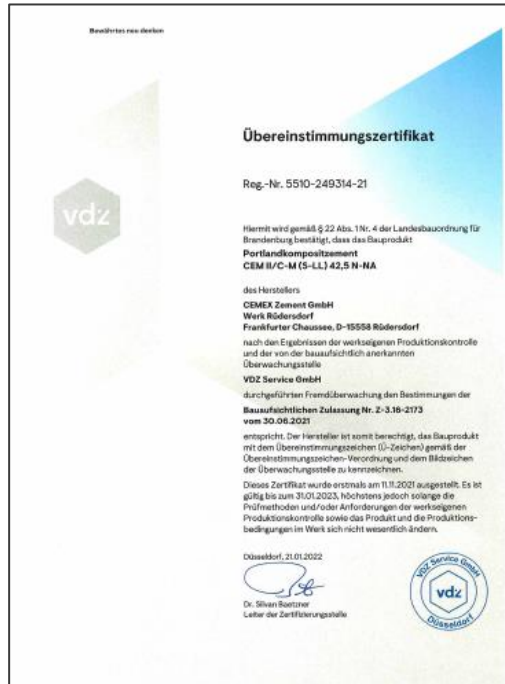 Bewährtes neu denken
vdz
Übereinstimmungszertifikat
Reg.-Nr. 5510-249314-21
Hiermit wird gemäß § 22 Abs. 1 Nr. 4 der Landesbauordnung für
Brandenburg bestätigt, dass das Bauprodukt
Portlandkompositzement
CEM II/C-M (S-LL) 42,5 N-NA
des Herstellers
CEMEX Zement GmbH
Werk Rüdersdorf
Frankfurter Chaussee, D-15558 Rüdersdorf
nach den Ergebnissen der werkseigenen Produktionskontrolle
und der von der bauaufsichtlich anerkannten
Überwachungsstelle
VDZ Service GmbH
durchgeführten Fremdüberwachung den Bestimmungen der
Bauaufsichtlichen Zulassung Nr. Z-3.16-2173
vom 30.06.2021
entspricht. Der Hersteller ist somit berechtigt, das Bauprodukt
mit dem Übereinstimmungszeichen (Ü-Zeichen) gemäß der
Übereinstimmungszeichen-Verordnung und dem Bildzeichen
der Überwachungsstelle zu kennzeichnen.
Dieses Zertifikat wurde erstmals am 11.11.2021 ausgestellt. Es ist
gültig bis zum 31.01.2023, höchstens jedoch solange die
Prüfmethoden und/oder Anforderungen der werkseigenen
Produktionskontrolle sowie das Produkt und die Produktions-
bedingungen im Werk sich nicht wesentlich ändern.
Düsseldorf, 21.01.2022
Dr. Silvan Baetzner
Leiter der Zertifizierungsstelle
VDZ Service GmbH
vdz
Düsseldorf